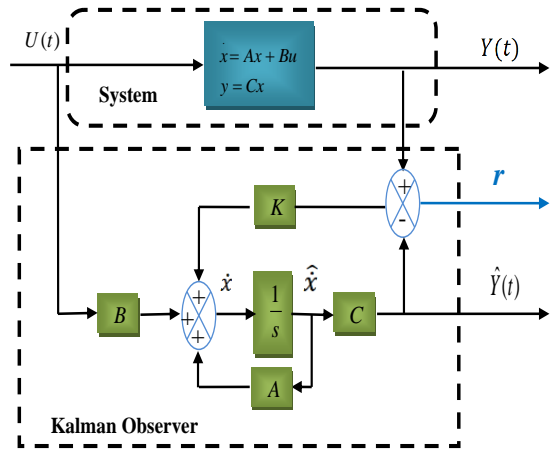 U(t)
ẋ = Ax + Bu
y = Cx
Y(t)
System
+
-
r
K
ẋ
x̂̇
Ŷ(t)
B
+
+
+
1
s
C
A
Kalman Observer